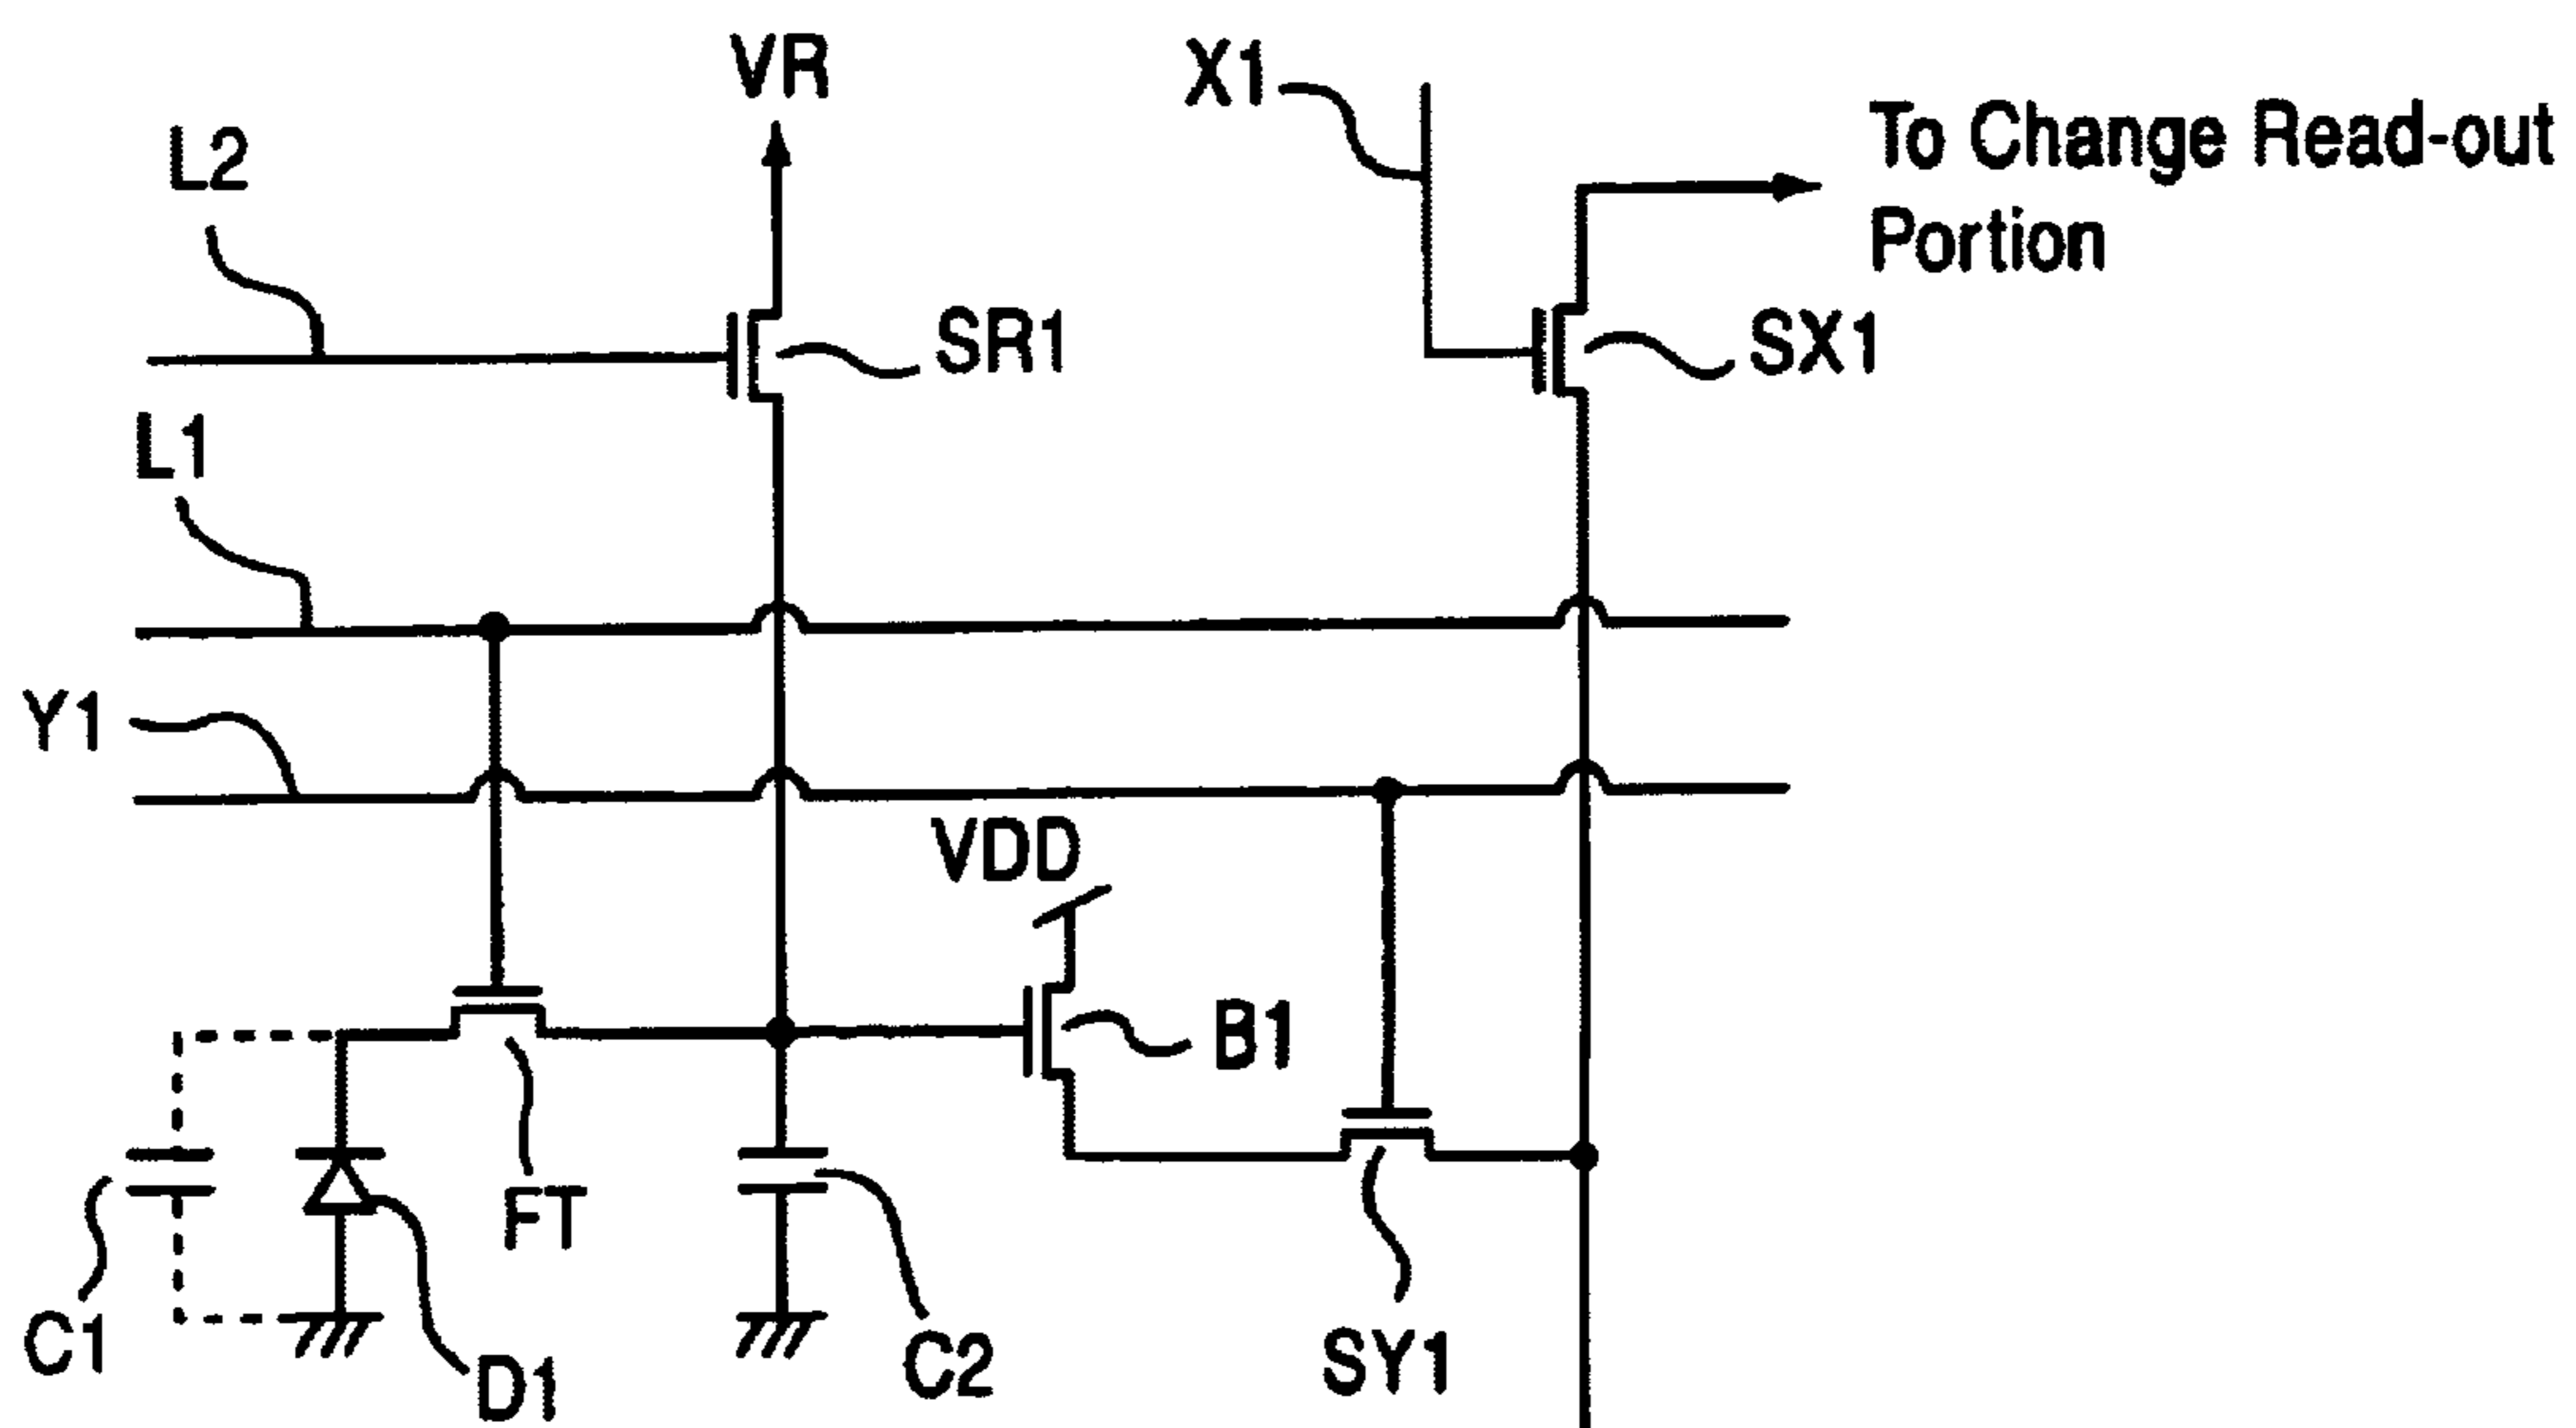 VR
X1
To Change Read-out
Portion
L2
SR1
SX1
L1
Y1
VDD
B1
FT
C1
D1
C2
SY1